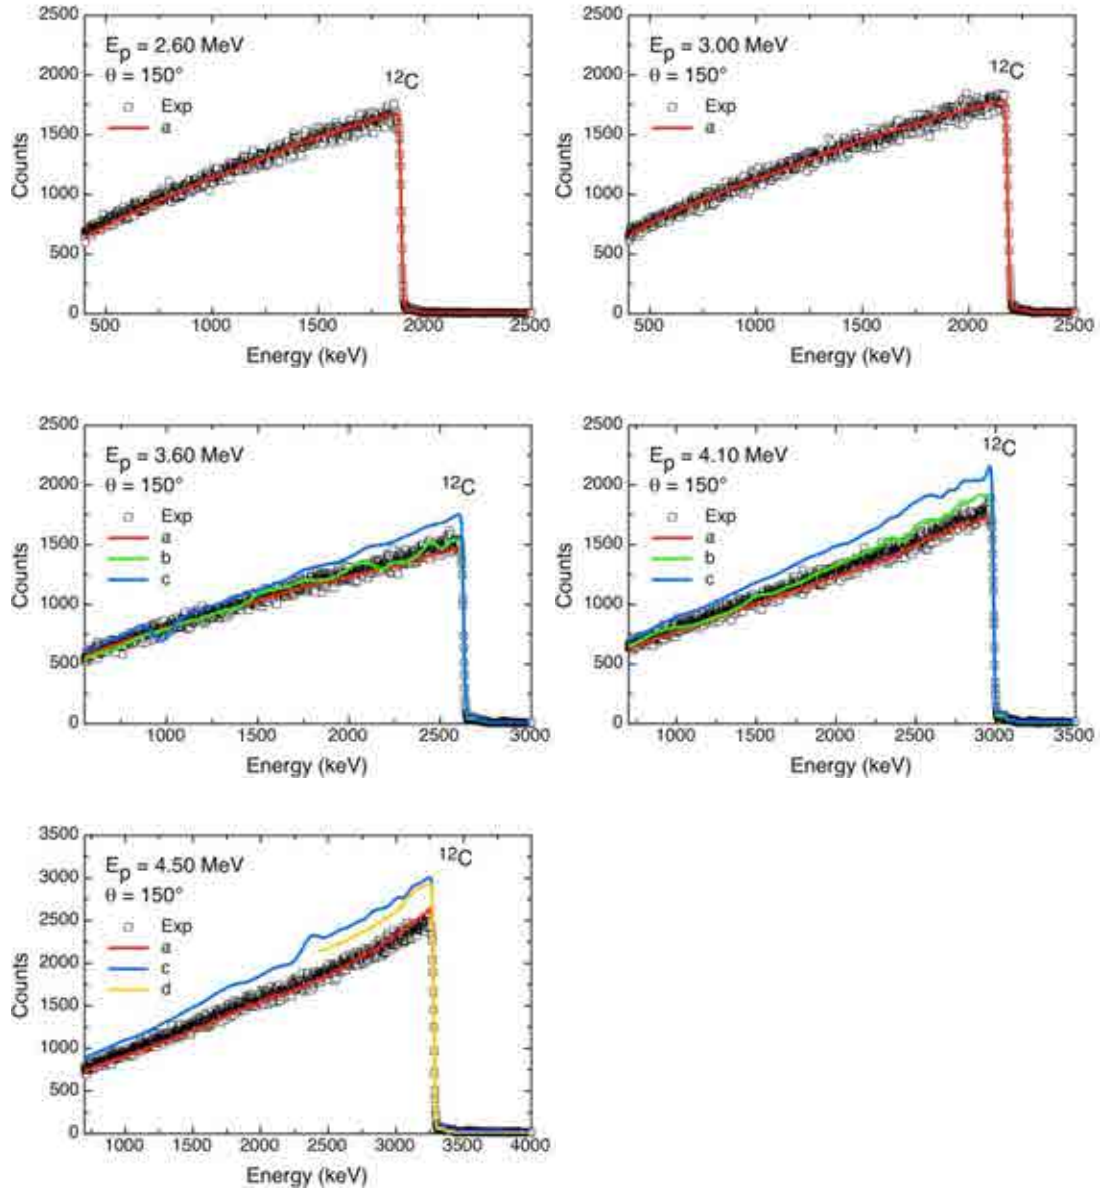 2500
2000
1500
1000
500
0
Counts
E_p = 2.60 MeV
θ = 150°
Exp
a
¹²C
500 1000 1500 2000 2500
Energy (keV)
2500
2000
1500
1000
500
0
Counts
E_p = 3.00 MeV
θ = 150°
Exp
a
¹²C
500 1000 1500 2000 2500
Energy (keV)
2500
2000
1500
1000
500
0
Counts
E_p = 3.60 MeV
θ = 150°
Exp
a
b
c
¹²C
1000 1500 2000 2500 3000
Energy (keV)
2500
2000
1500
1000
500
0
Counts
E_p = 4.10 MeV
θ = 150°
Exp
a
b
c
¹²C
1000 1500 2000 2500 3000 3500
Energy (keV)
3500
3000
2500
2000
1500
1000
500
0
Counts
E_p = 4.50 MeV
θ = 150°
Exp
a
c
d
¹²C
1000 1500 2000 2500 3000 3500 4000
Energy (keV)